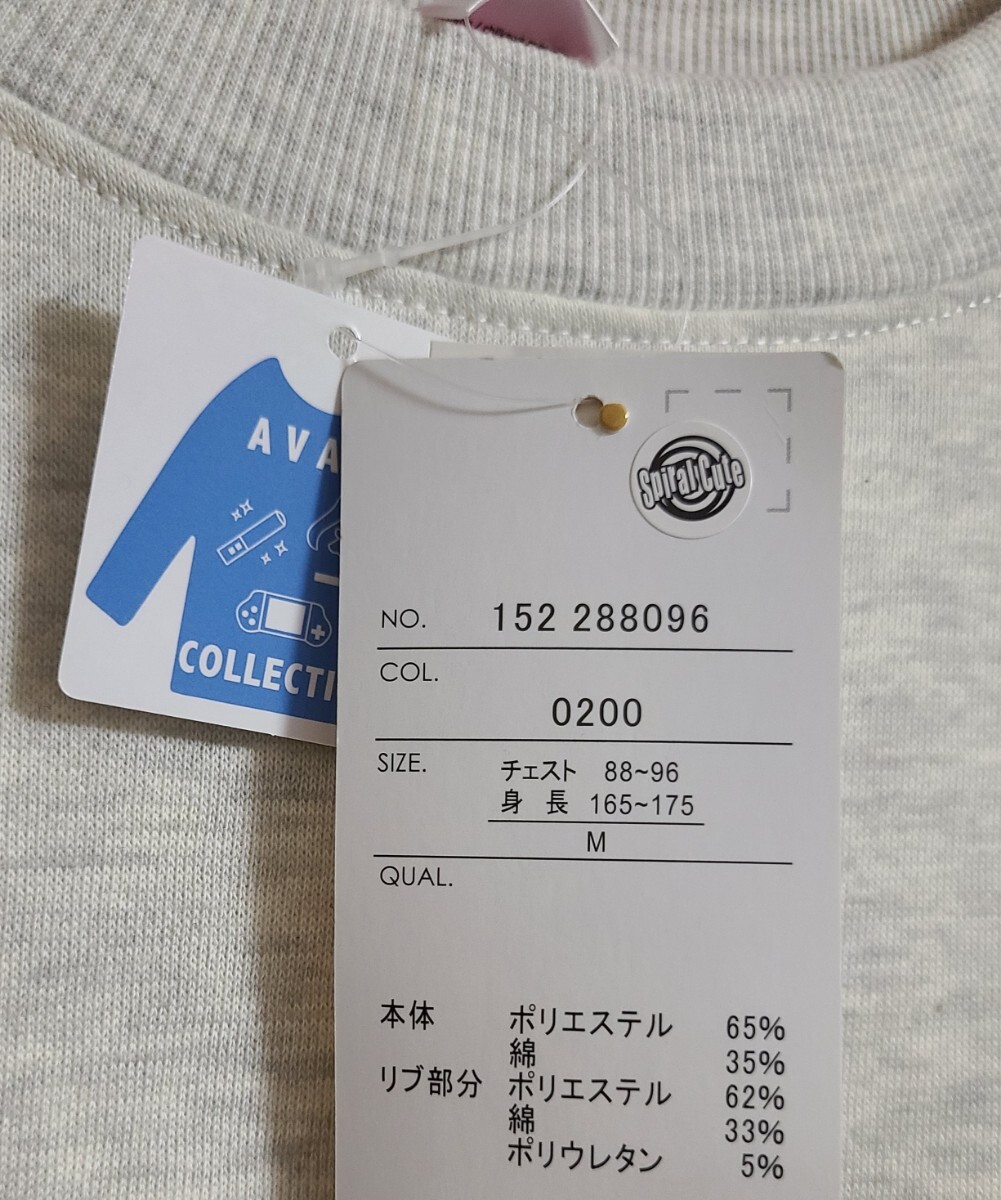 AVA
COLLECTI
Spiral Cute
NO. 152 288096
COL.
0200
SIZE. チェスト 88~96
身 長 165~175
M
QUAL.
本体 ポリエステル 65%
綿 35%
リブ部分 ポリエステル 62%
綿 33%
ポリウレタン 5%